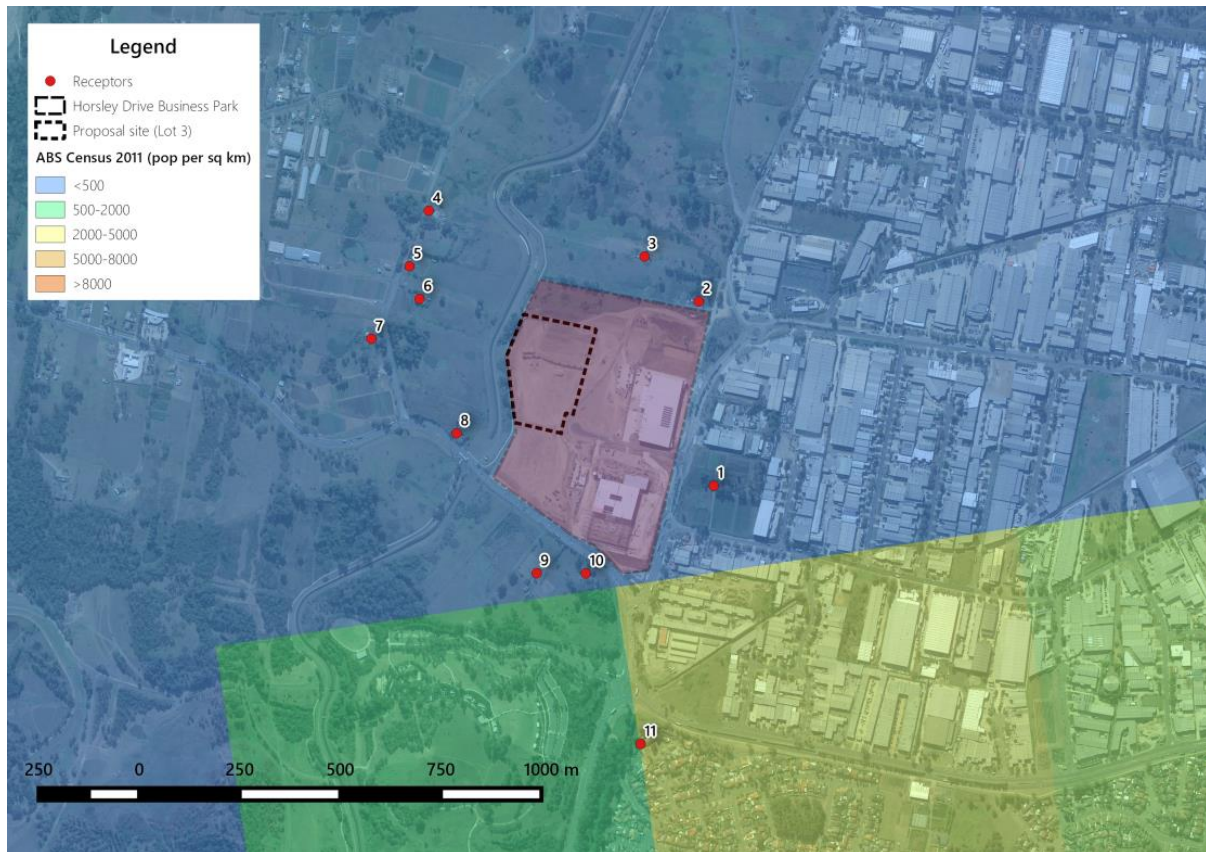 Legend
Receptors
Horsley Drive Business Park
Proposal site (Lot 3)
ABS Census 2011 (pop per sq km)
<500
500-2000
2000-5000
5000-8000
>8000
4
3
5
6
2
7
8
1
9
10
11
250 0 250 500 750 1000 m